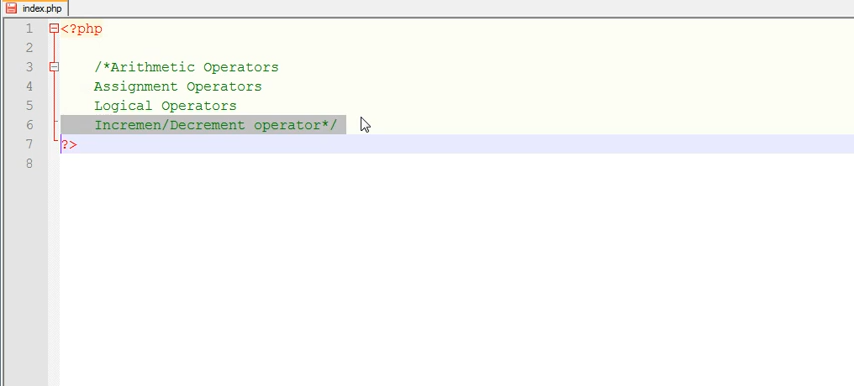 index.php
1 <?php
2
3 /*Arithmetic Operators
4 Assignment Operators
5 Logical Operators
6 Incremen/Decrement operator*/
7 ?>
8